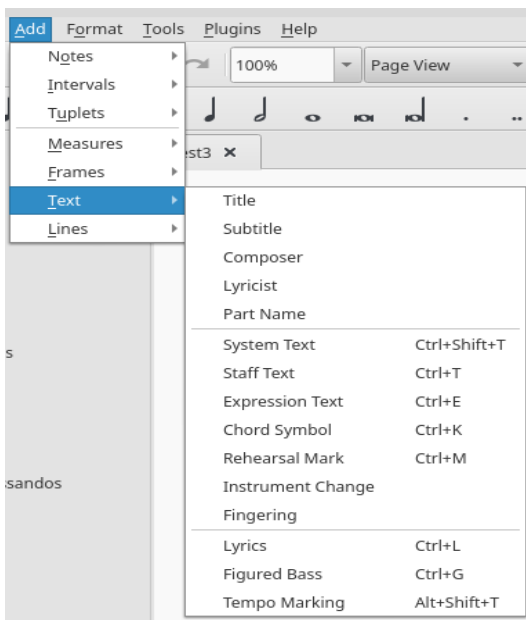 Add Format Tools Plugins Help
Notes
100% Page View
Intervals
Tuplets
Measures
est3 ×
Frames
Text
Title
Lines
Subtitle
Composer
Lyricist
Part Name
System Text Ctrl+Shift+T
s
Staff Text Ctrl+T
Expression Text Ctrl+E
Chord Symbol Ctrl+K
Rehearsal Mark Ctrl+M
ssandos
Instrument Change
Fingering
Lyrics Ctrl+L
Figured Bass Ctrl+G
Tempo Marking Alt+Shift+T